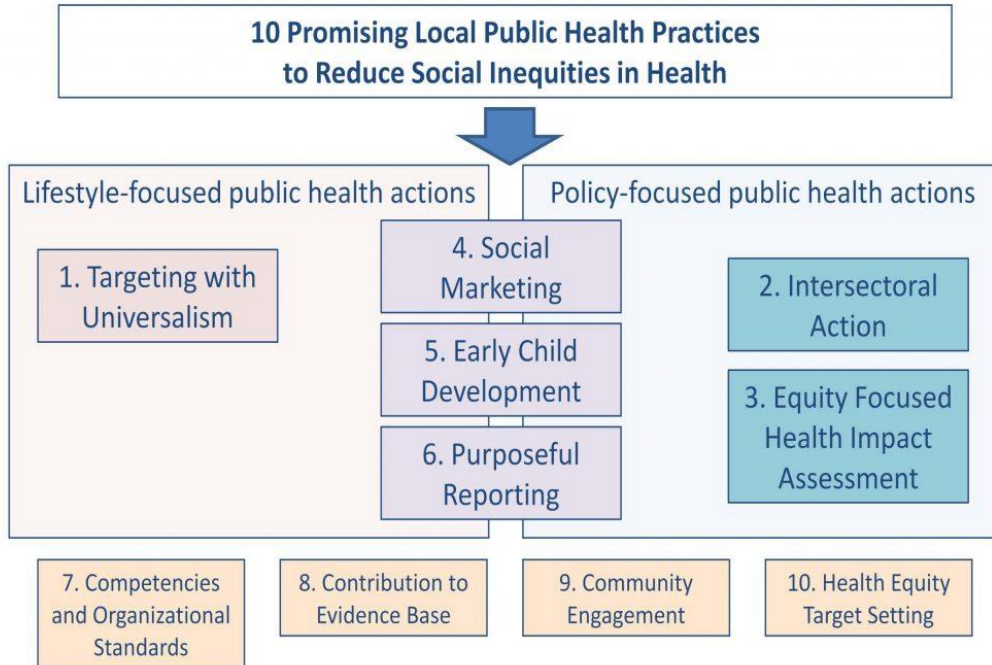 10 Promising Local Public Health Practices
to Reduce Social Inequities in Health
Lifestyle-focused public health actions
Policy-focused public health actions
1. Targeting with
Universalism
4. Social
Marketing
2. Intersectoral
Action
5. Early Child
Development
3. Equity Focused
Health Impact
Assessment
6. Purposeful
Reporting
7. Competencies
and Organizational
Standards
8. Contribution to
Evidence Base
9. Community
Engagement
10. Health Equity
Target Setting